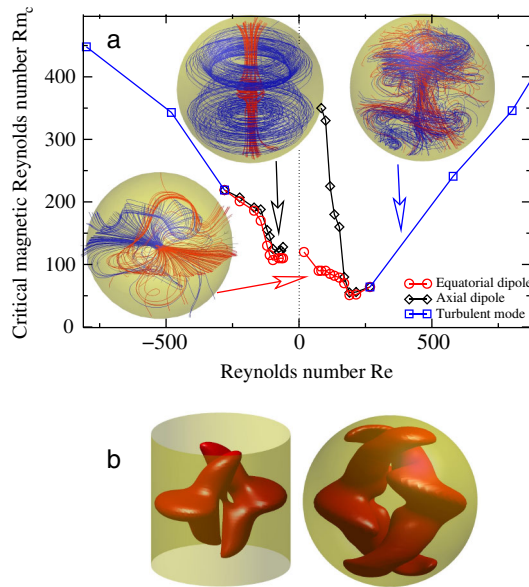 a
Critical magnetic Reynolds number Rm_c
400
300
200
100
0
−500
0
500
Reynolds number Re
Equatorial dipole
Axial dipole
Turbulent mode
b